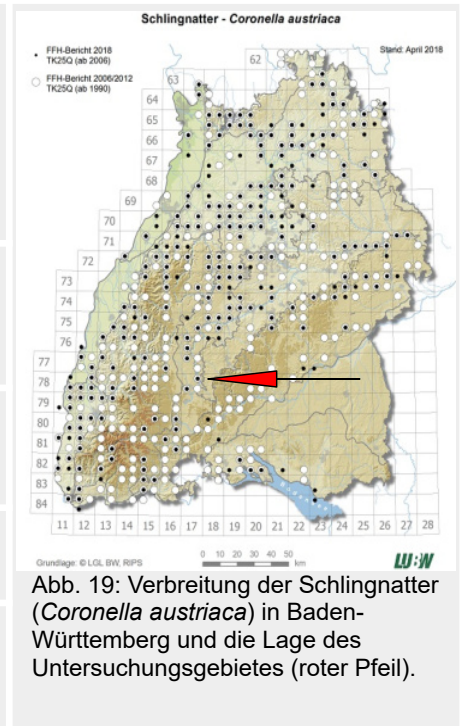 Schlingnatter - Coronella austriaca
FFH-Bericht 2018
TK25Q (ab 2006)
FFH-Bericht 2006/2012
TK25Q (ab 1990)
Stand: April 2018
62
63
64
65
66
67
68
69
70
71
72
73
74
75
76
77
78
79
80
81
82
83
84
11 12 13 14 15 16 17 18 19 20 21 22 23 24 25 26 27 28
Grundlage: © LGL BW, RIPS
0 10 20 30 40 50
km
LU:W
Abb. 19: Verbreitung der Schlingnatter
(Coronella austriaca) in Baden-
Württemberg und die Lage des
Untersuchungsgebietes (roter Pfeil).